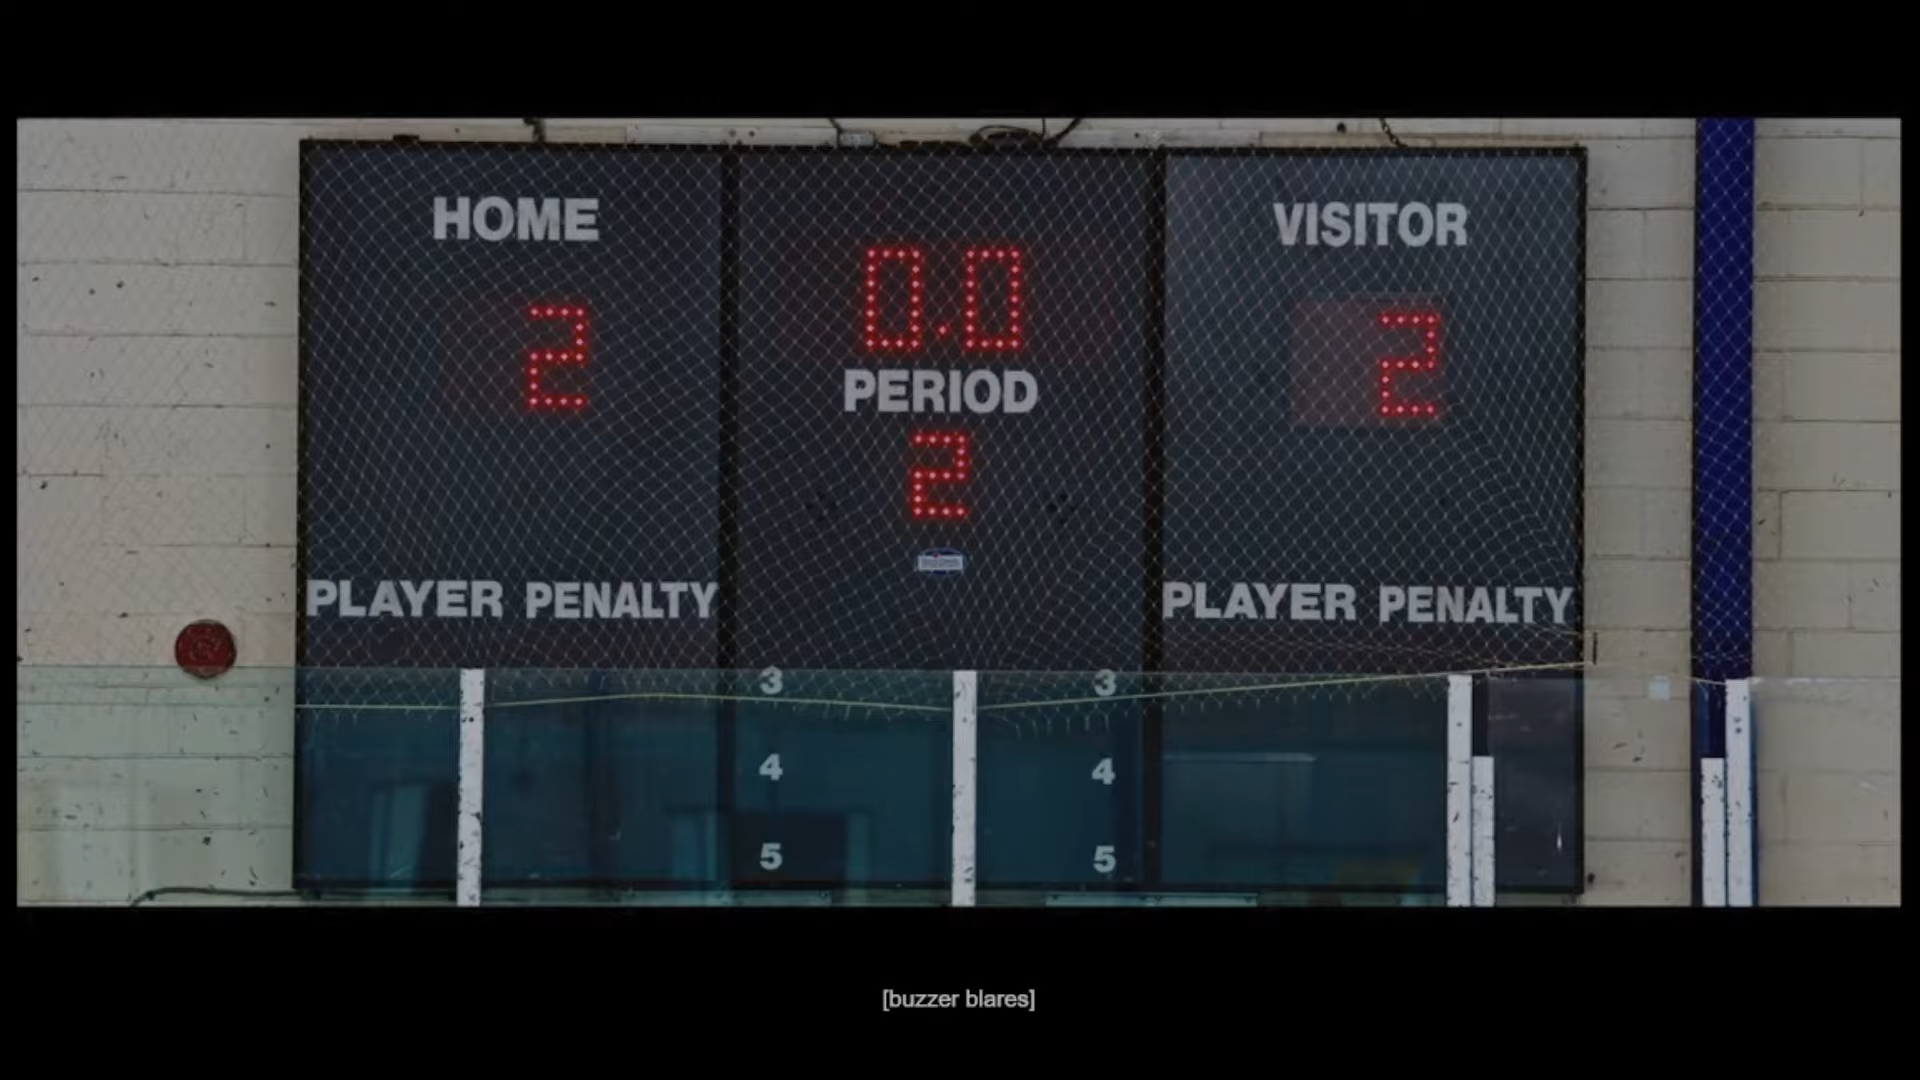 HOME
VISITOR
0.0
2
2
PERIOD
2
PLAYER PENALTY
PLAYER PENALTY
3 3
4 4
5 5
[buzzer blares]